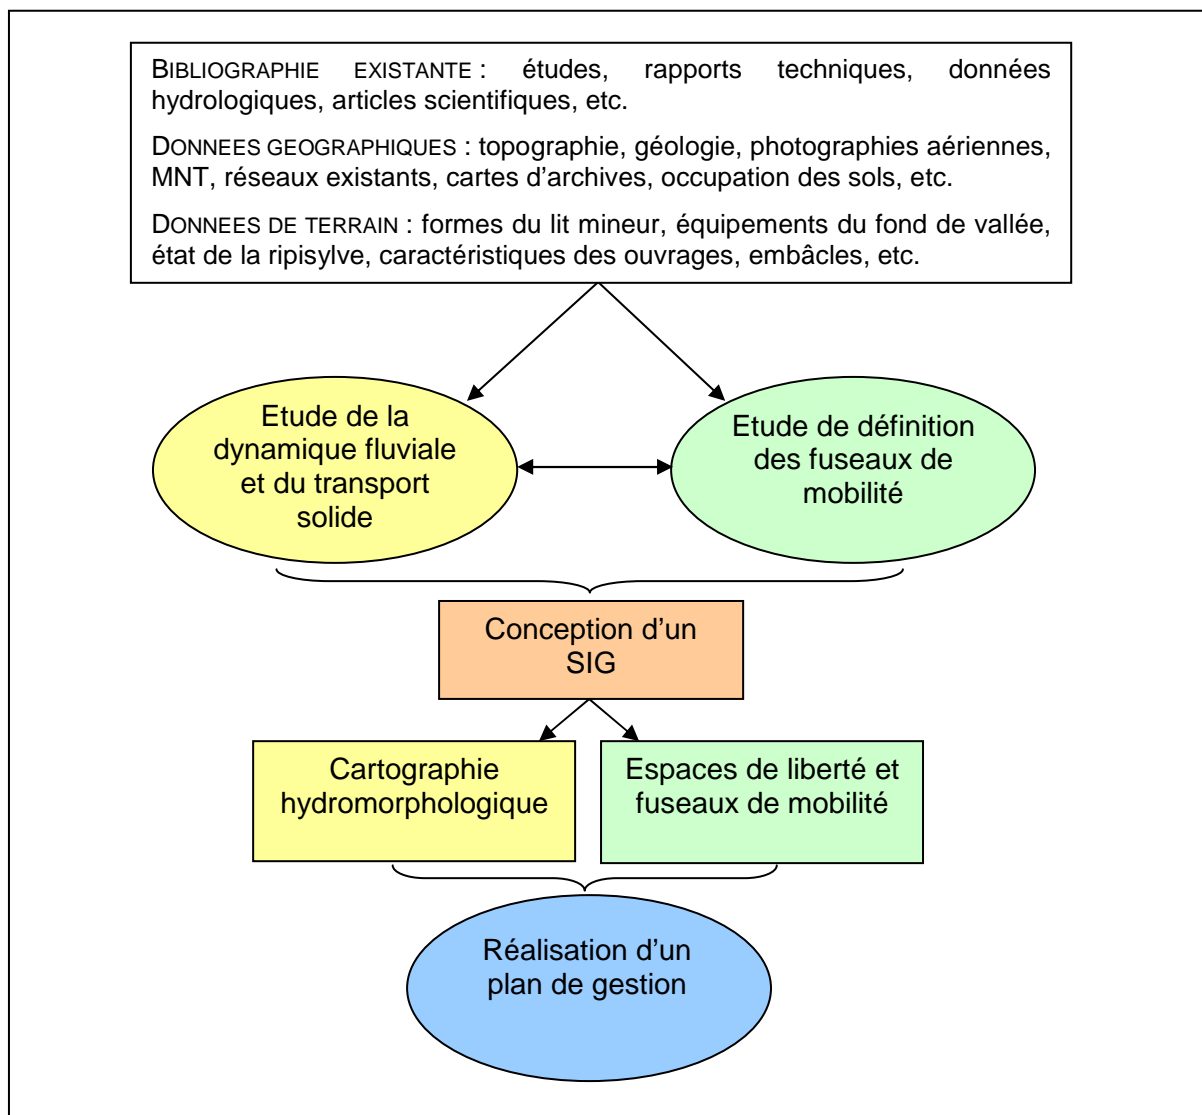 BIBLIOGRAPHIE EXISTANTE : études, rapports techniques, données
hydrologiques, articles scientifiques, etc.
DONNEES GEOGRAPHIQUES : topographie, géologie, photographies aériennes,
MNT, réseaux existants, cartes d'archives, occupation des sols, etc.
DONNEES DE TERRAIN : formes du lit mineur, équipements du fond de vallée,
état de la ripisylve, caractéristiques des ouvrages, embâcles, etc.
Etude de la
dynamique fluviale
et du transport
solide
Etude de définition
des fuseaux de
mobilité
Conception d'un
SIG
Cartographie
hydromorphologique
Espaces de liberté et
fuseaux de mobilité
Réalisation d'un
plan de gestion